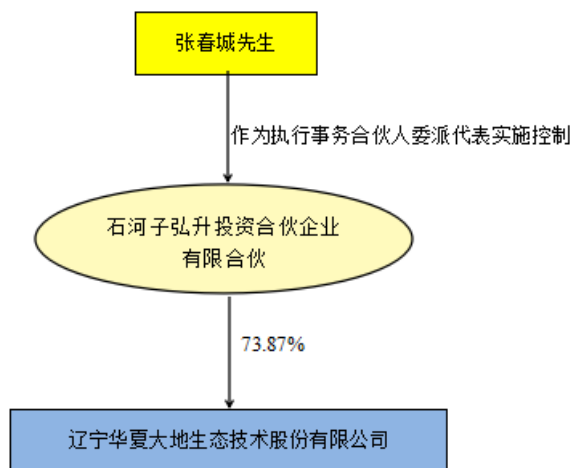 张春城先生
作为执行事务合伙人委派代表实施控制
石河子弘升投资合伙企业
有限合伙
73.87%
辽宁华夏大地生态技术股份有限公司